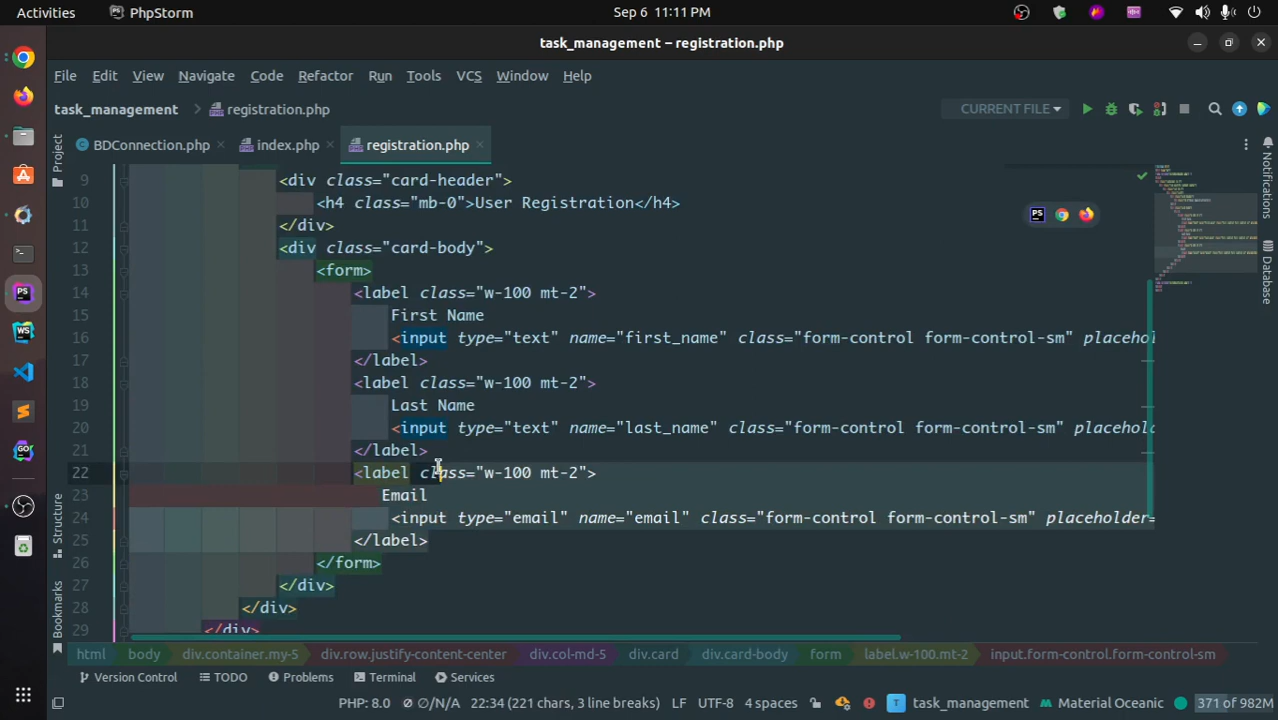 Activities PhpStorm Sep 6 11:11 PM
task_management – registration.php
File Edit View Navigate Code Refactor Run Tools VCS Window Help
task_management registration.php CURRENT FILE
BDConnection.php index.php registration.php
Project
Structure
Bookmarks
Notifications
Database
9 <div class="card-header">
10 <h4 class="mb-0">User Registration</h4>
11 </div>
12 <div class="card-body">
13 <form>
14 <label class="w-100 mt-2">
15 First Name
16 <input type="text" name="first_name" class="form-control form-control-sm" placehol
17 </label>
18 <label class="w-100 mt-2">
19 Last Name
20 <input type="text" name="last_name" class="form-control form-control-sm" placehold
21 </label>
22 <label class="w-100 mt-2">
23 Email
24 <input type="email" name="email" class="form-control form-control-sm" placeholder=
25 </label>
26 </form>
27 </div>
28 </div>
29 </div>
html body div.container.my-5 div.row.justify-content-center div.col-md-5 div.card div.card-body form label.w-100.mt-2 input.form-control.form-control-sm
Version Control TODO Problems Terminal Services
PHP: 8.0 ∅/N/A 22:34 (221 chars, 3 line breaks) LF UTF-8 4 spaces T task_management Material Oceanic 371 of 982M